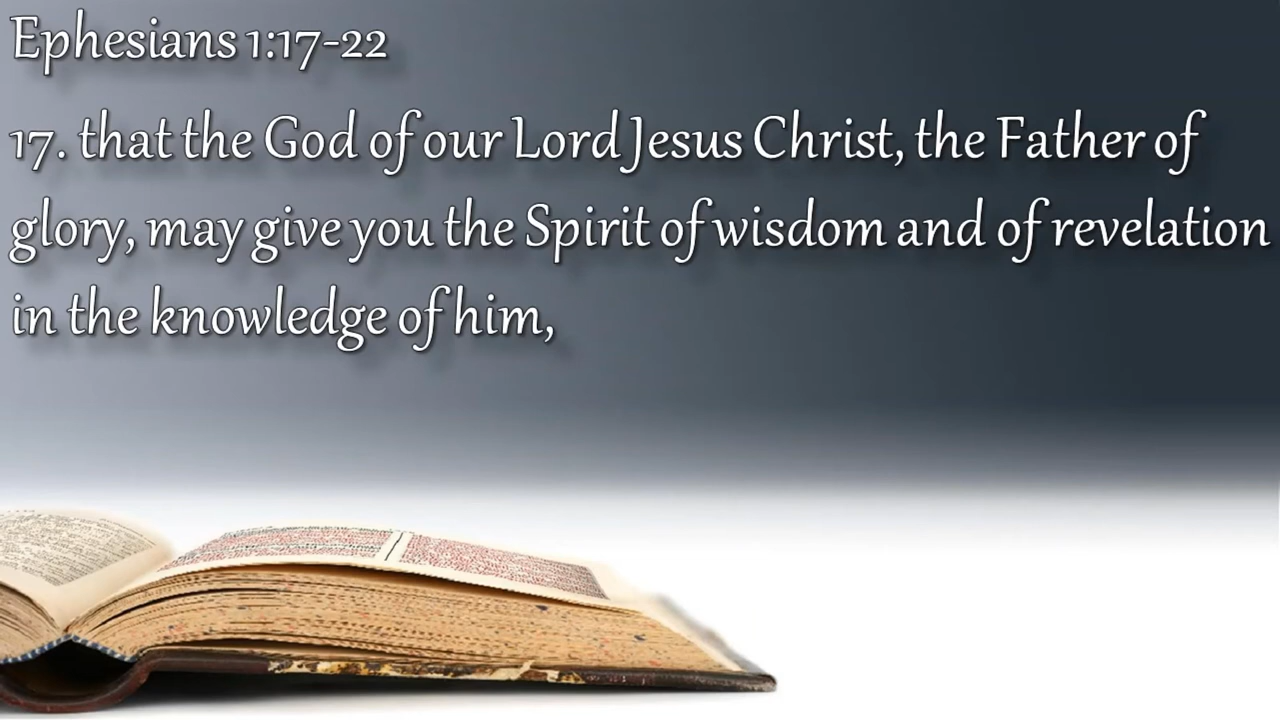 Ephesians 1:17-22
17. that the God of our Lord Jesus Christ, the Father of
glory, may give you the Spirit of wisdom and of revelation
in the knowledge of him,